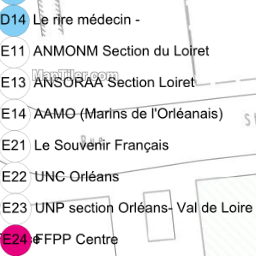 D14 Le rire médecin -
E11 ANMONM Section du Loiret
MapTiler.com
E13 ANSORAA Section Loiret
E14 AAMO (Marins de l'Orléanais)
Rue
E21 Le Souvenir Français
E22 UNC Orléans
E23 UNP section Orléans- Val de Loire
E24 FFPP Centre